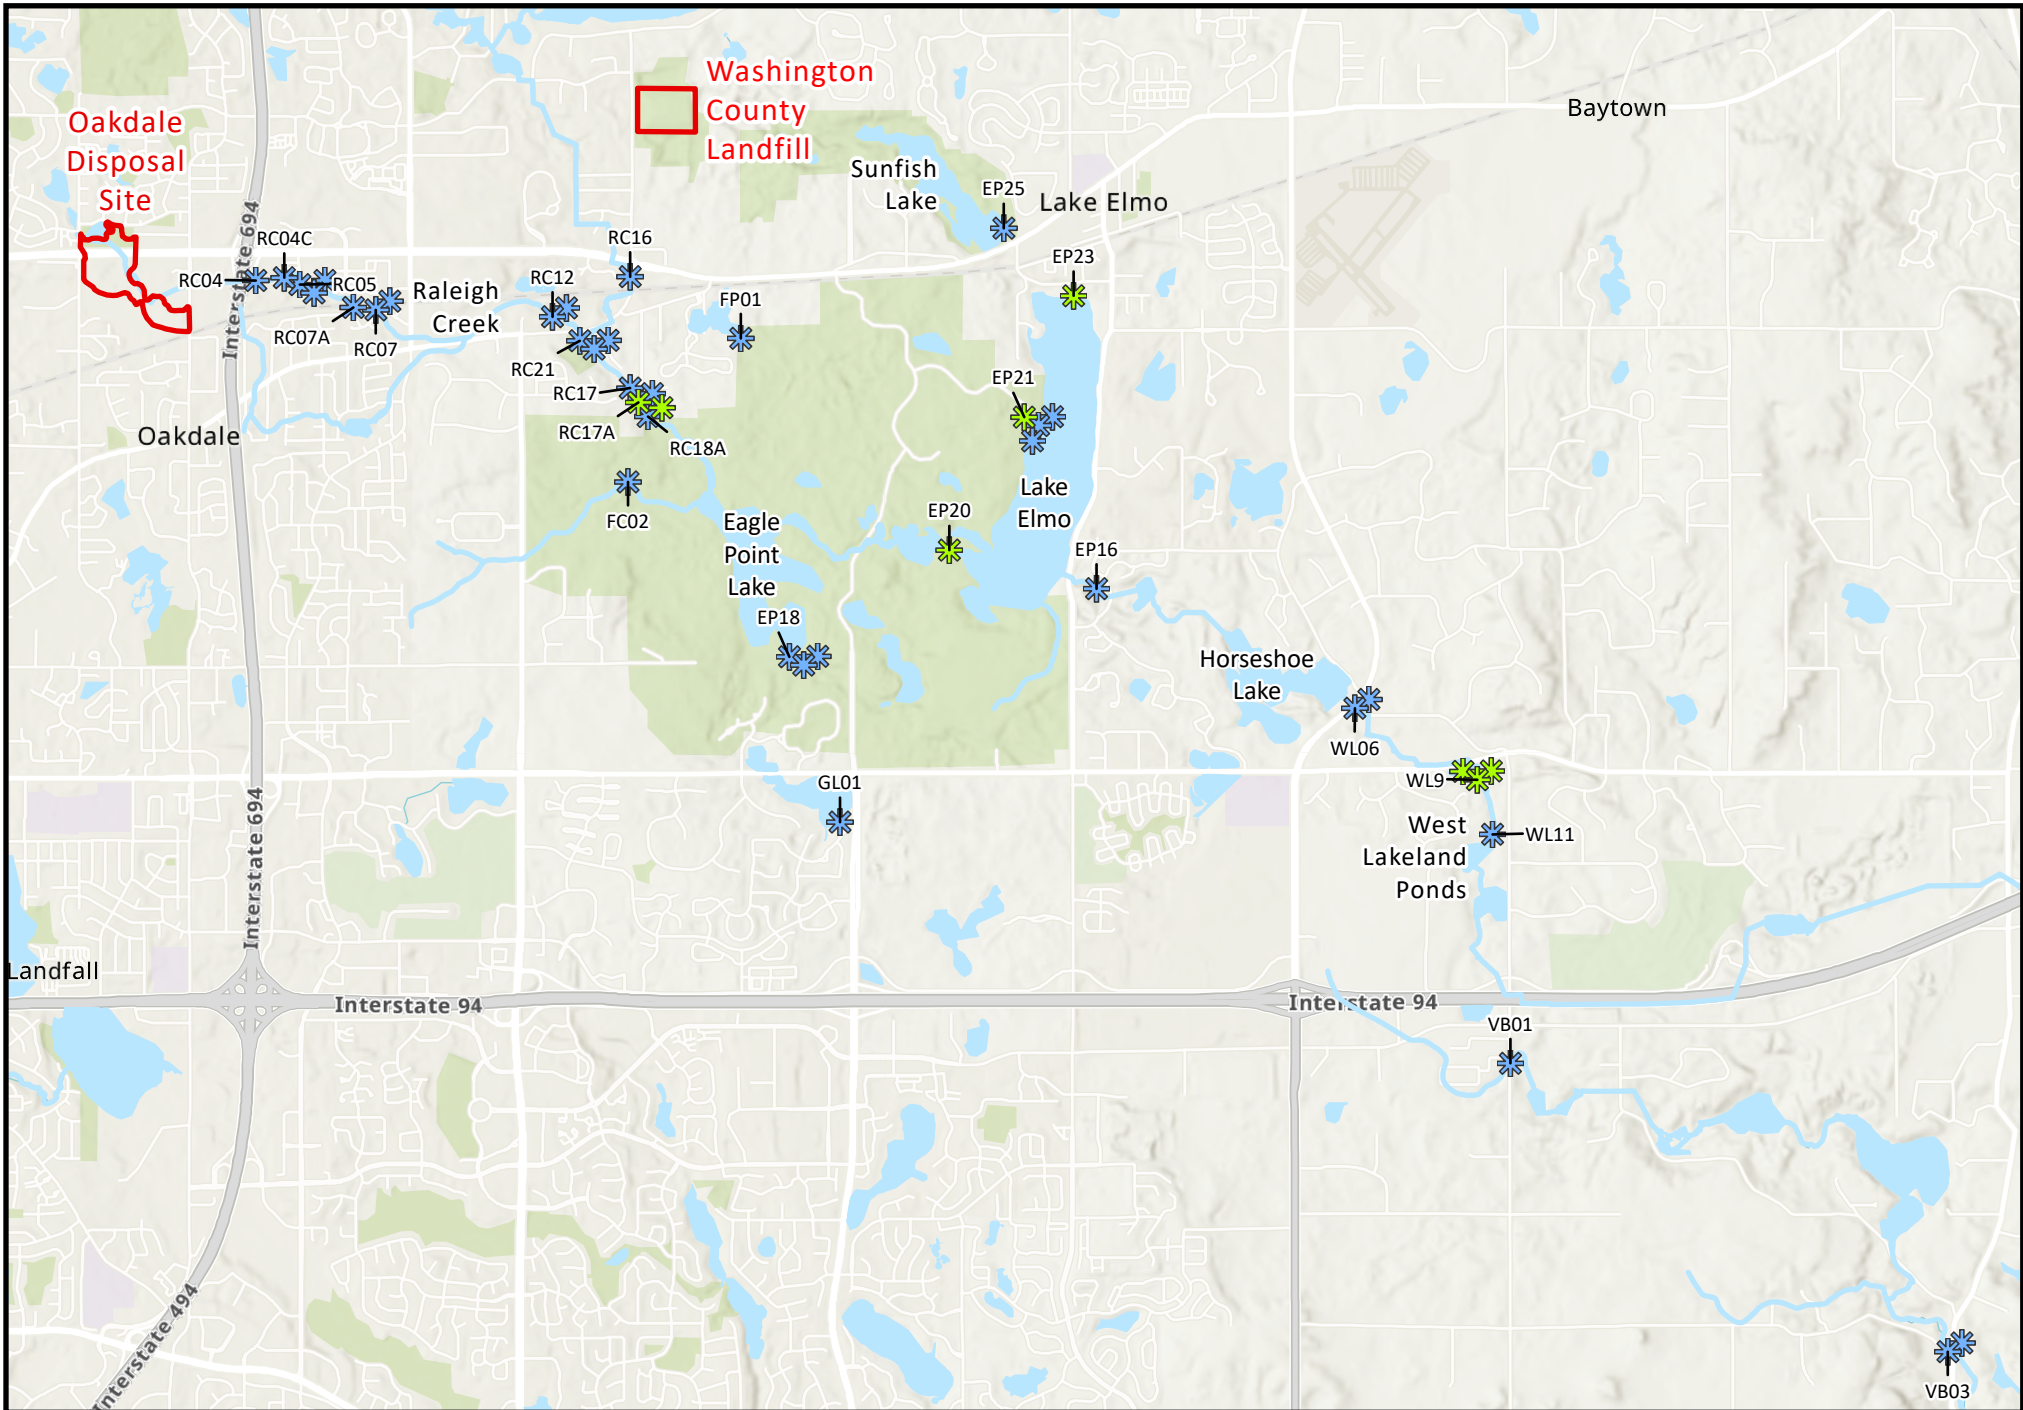 Washington
County
Landfill
Baytown
Oakdale
Disposal
Site
Sunfish
Lake
EP25
Lake Elmo
Interstate 694
RC04C
RC16
EP23
RC04
RC05
RC12
Raleigh
Creek
FP01
RC07A
RC07
RC21
EP21
RC17
RC17A
Oakdale
RC18A
Lake
Elmo
FC02
Eagle
Point
Lake
EP20
EP16
EP18
Horseshoe
Lake
WL06
GL01
WL9
West
Lakeland
Ponds
WL11
Interstate 694
Landfall
Interstate 94
Interstate 94
VB01
Interstate 494
VB03